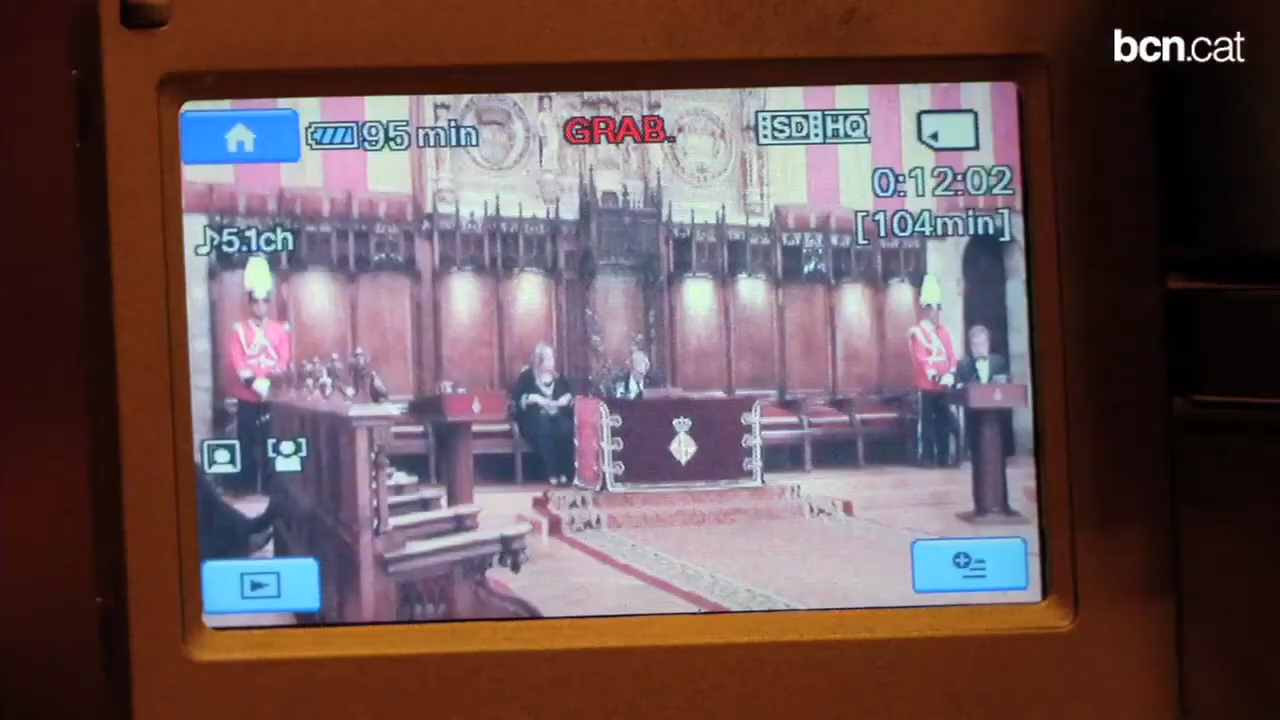 bcn.cat
95 min
GRAB.
SD HQ
0:12:02
[104min]
♪5.1ch